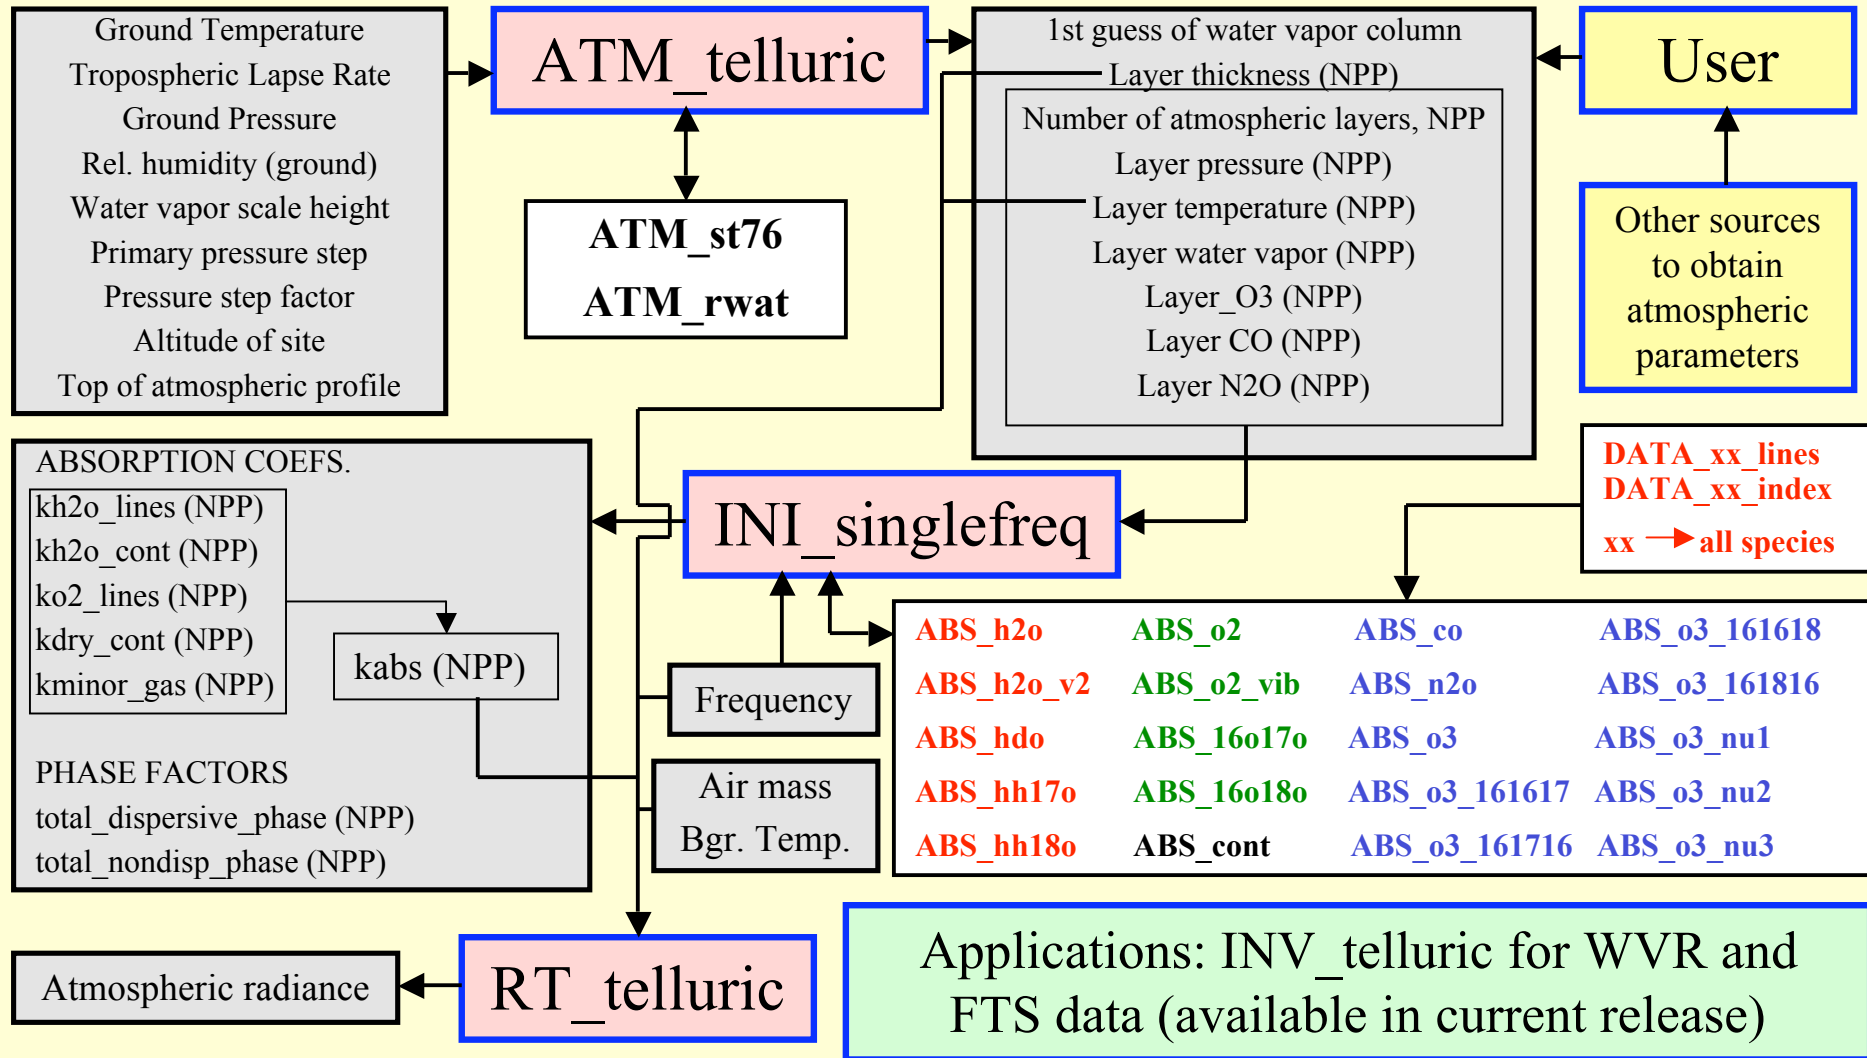 Ground Temperature
Tropospheric Lapse Rate
Ground Pressure
Rel. humidity (ground)
Water vapor scale height
Primary pressure step
Pressure step factor
Altitude of site
Top of atmospheric profile
ATM_telluric
ATM_st76
ATM_rwat
1st guess of water vapor column
Layer thickness (NPP)
Number of atmospheric layers, NPP
Layer pressure (NPP)
Layer temperature (NPP)
Layer water vapor (NPP)
Layer_O3 (NPP)
Layer CO (NPP)
Layer N2O (NPP)
User
Other sources
to obtain
atmospheric
parameters
ABSORPTION COEFS.
kh2o_lines (NPP)
kh2o_cont (NPP)
ko2_lines (NPP)
kdry_cont (NPP)
kminor_gas (NPP)
kabs (NPP)
PHASE FACTORS
total_dispersive_phase (NPP)
total_nondisp_phase (NPP)
INI_singlefreq
Frequency
Air mass
Bgr. Temp.
DATA_xx_lines
DATA_xx_index
xx all species
ABS_h2o ABS_o2 ABS_co ABS_o3_161618
ABS_h2o_v2 ABS_o2_vib ABS_n2o ABS_o3_161816
ABS_hdo ABS_16o17o ABS_o3 ABS_o3_nu1
ABS_hh17o ABS_16o18o ABS_o3_161617 ABS_o3_nu2
ABS_hh18o ABS_cont ABS_o3_161716 ABS_o3_nu3
Atmospheric radiance
RT_telluric
Applications: INV_telluric for WVR and
FTS data (available in current release)